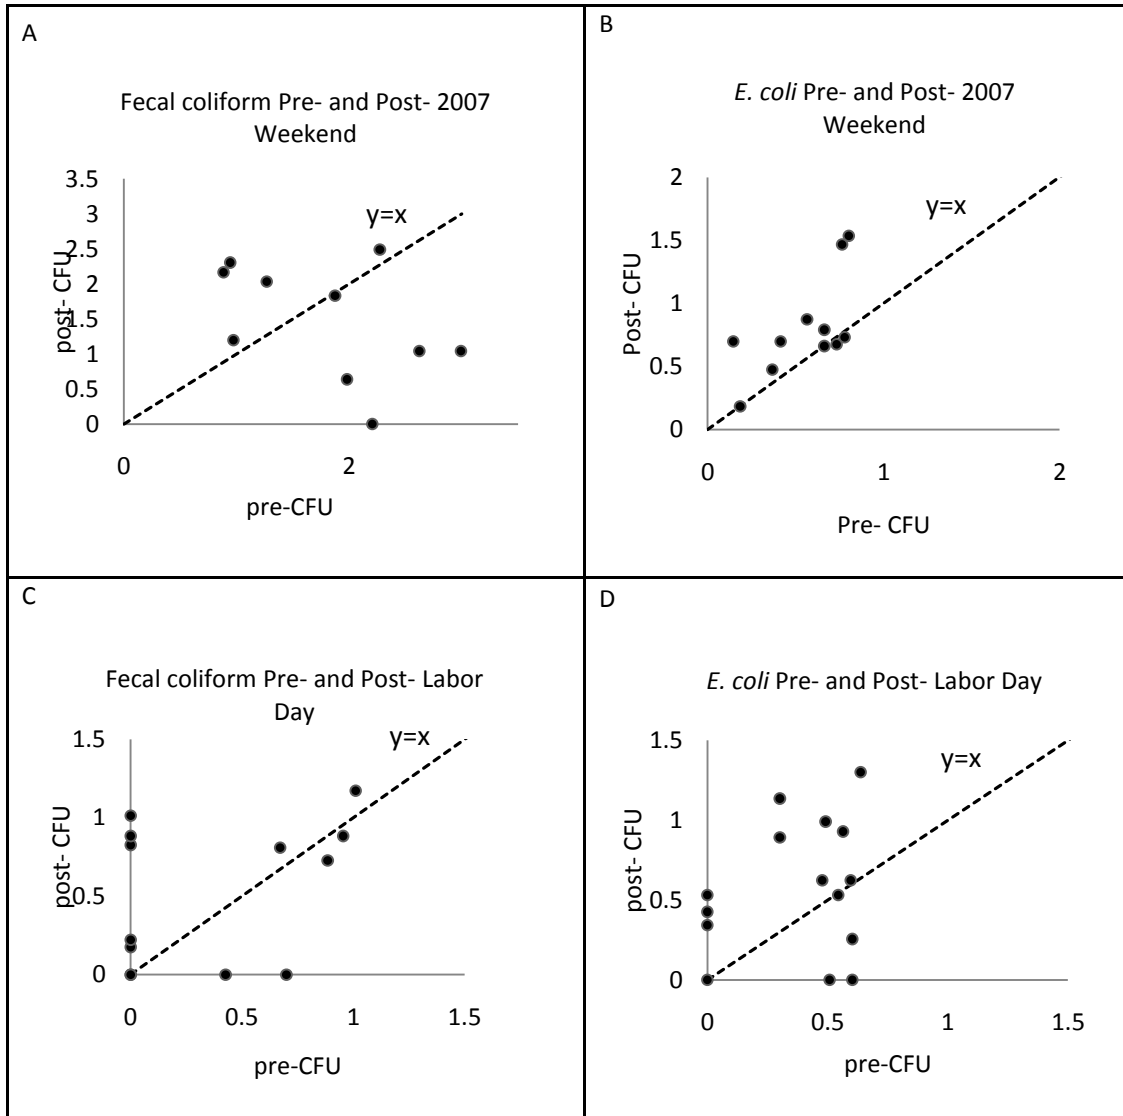 A
Fecal coliform Pre- and Post- 2007
Weekend
3.5
3
2.5
2
1.5
1
0.5
0
post- CFU
y=x
0
2
pre-CFU
B
E. coli Pre- and Post- 2007
Weekend
2
1.5
1
0.5
0
Post- CFU
y=x
0
1
2
Pre- CFU
C
Fecal coliform Pre- and Post- Labor
Day
1.5
1
0.5
0
post- CFU
y=x
0
0.5
1
1.5
pre-CFU
D
E. coli Pre- and Post- Labor Day
1.5
1
0.5
0
post- CFU
y=x
0
0.5
1
1.5
pre-CFU